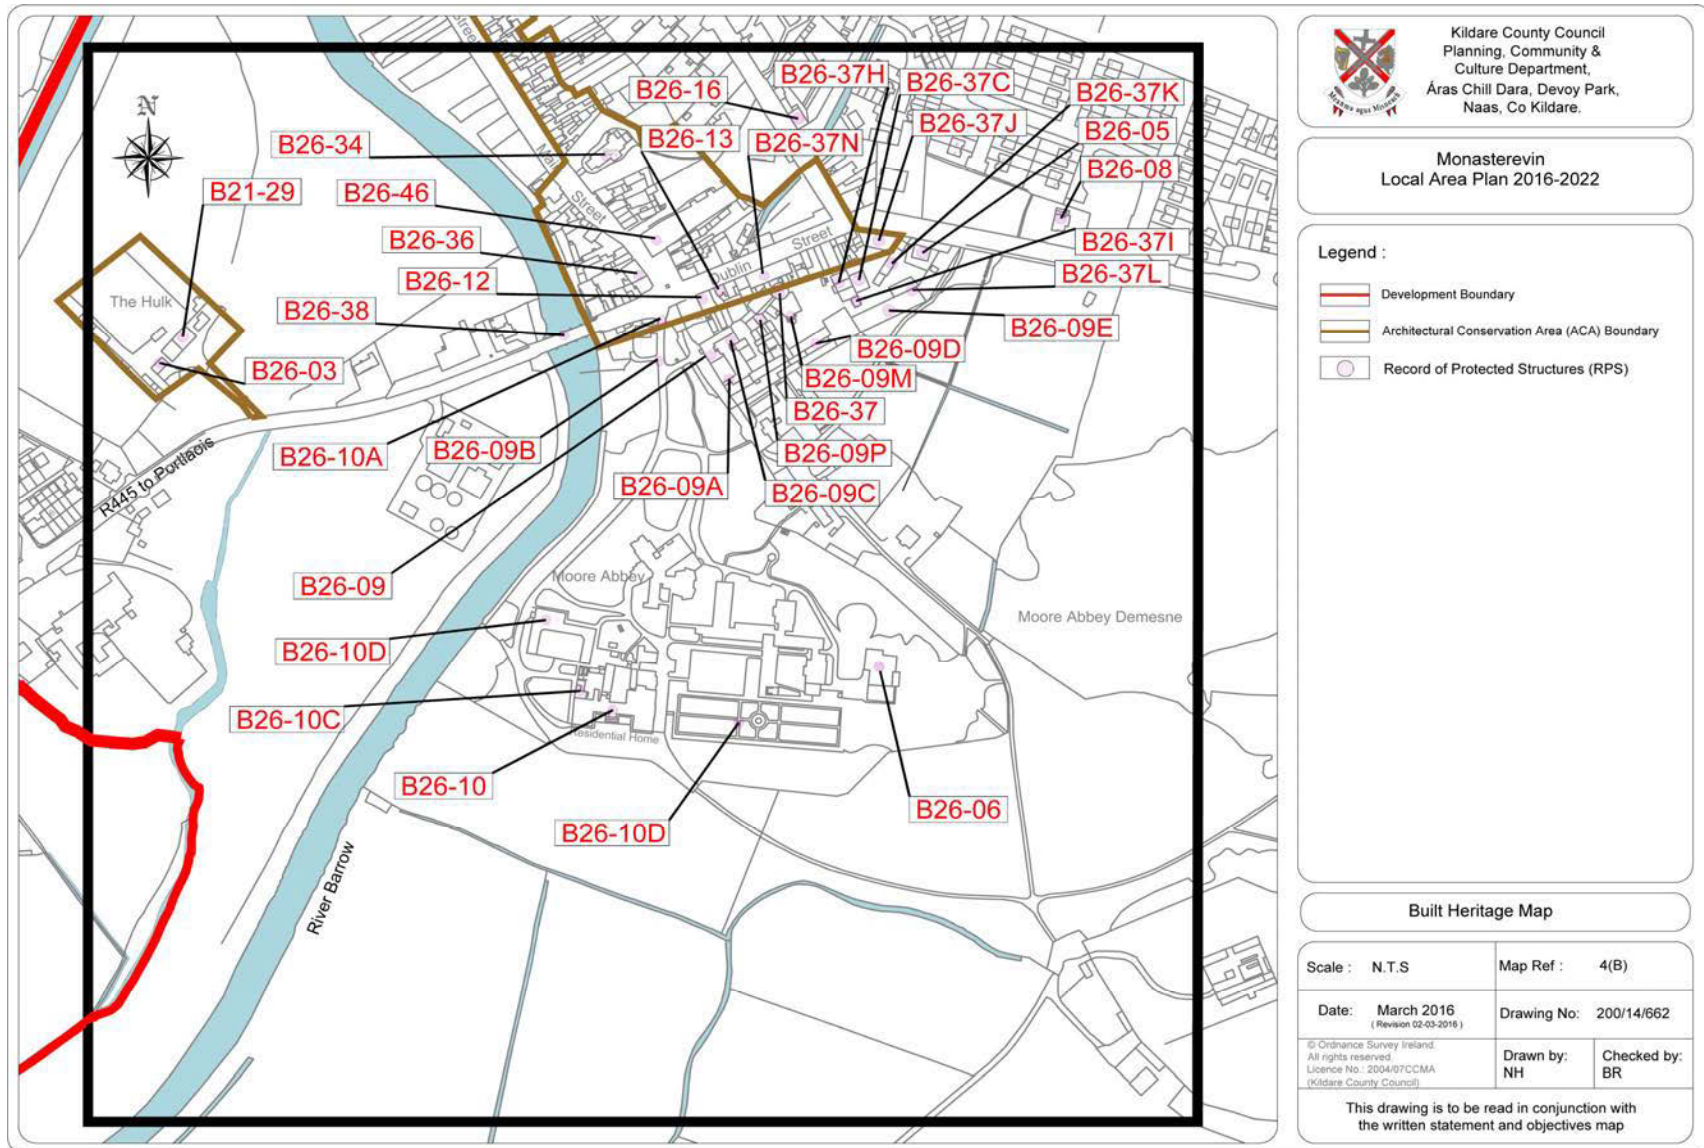 N
B26-16
B26-37H
B26-37C
B26-37K
B26-34
B26-13
B26-37N
B26-37J
B26-05
B26-08
B21-29
B26-46
B26-36
B26-12
B26-38
Street
Main
Street
Dublin Street
B26-37I
B26-37L
B26-09E
The Hulk
B26-03
B26-09D
B26-09M
B26-37
B26-10A
B26-09B
B26-09P
B26-09A
B26-09C
R445 to Portlaois
B26-09
Moore Abbey
Moore Abbey Demesne
B26-10D
B26-10C
Residential Home
B26-10
B26-10D
B26-06
River Barrow
Kildare County Council
Planning, Community &
Culture Department,
Áras Chill Dara, Devoy Park,
Naas, Co Kildare.
Monasterevin
Local Area Plan 2016-2022
Legend :
Development Boundary
Architectural Conservation Area (ACA) Boundary
Record of Protected Structures (RPS)
Built Heritage Map
Scale : N.T.S
Map Ref : 4(B)
Date: March 2016
( Revision 02-03-2016 )
Drawing No: 200/14/662
© Ordnance Survey Ireland.
All rights reserved.
Licence No.: 2004/07CCMA
(Kildare County Council)
Drawn by:
NH
Checked by:
BR
This drawing is to be read in conjunction with
the written statement and objectives map